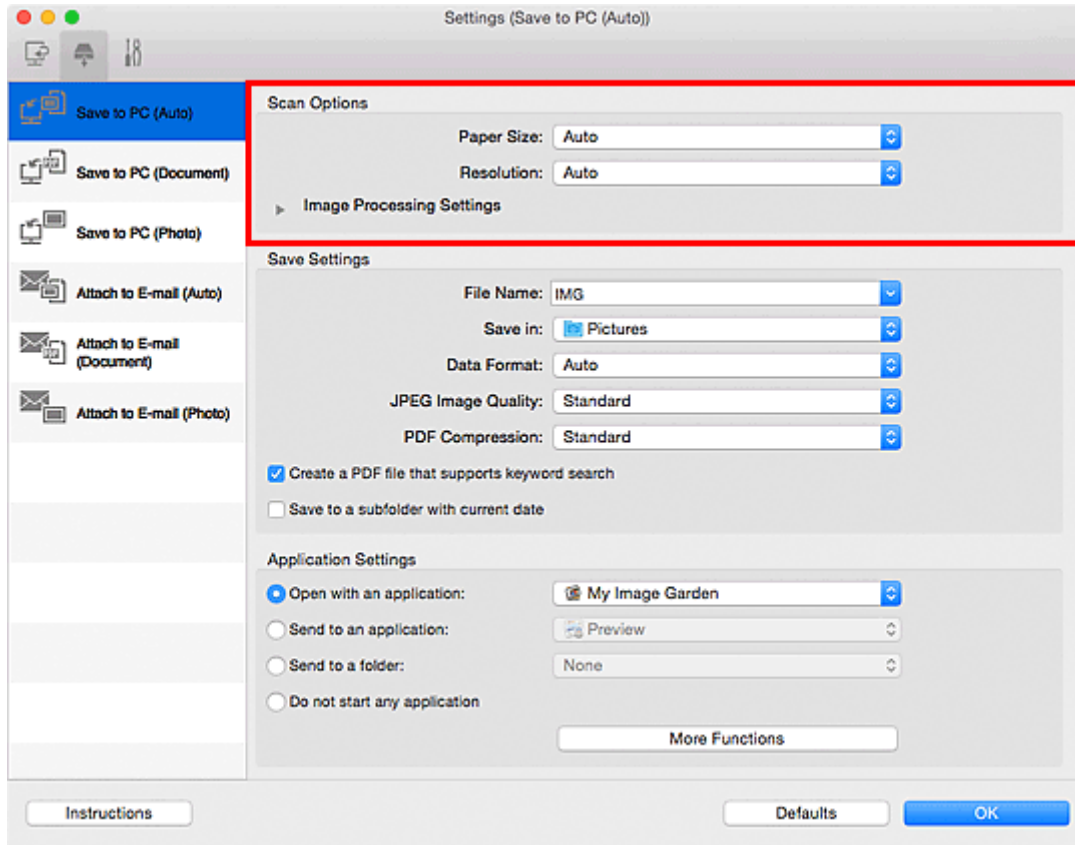 Settings (Save to PC (Auto))
Save to PC (Auto)
Save to PC (Document)
Save to PC (Photo)
Attach to E-mail (Auto)
Attach to E-mail
(Document)
Attach to E-mail (Photo)
Scan Options
Paper Size: Auto
Resolution: Auto
Image Processing Settings
Save Settings
File Name: IMG
Save in: Pictures
Data Format: Auto
JPEG Image Quality: Standard
PDF Compression: Standard
Create a PDF file that supports keyword search
Save to a subfolder with current date
Application Settings
Open with an application: My Image Garden
Send to an application: Preview
Send to a folder: None
Do not start any application
More Functions
Instructions Defaults OK